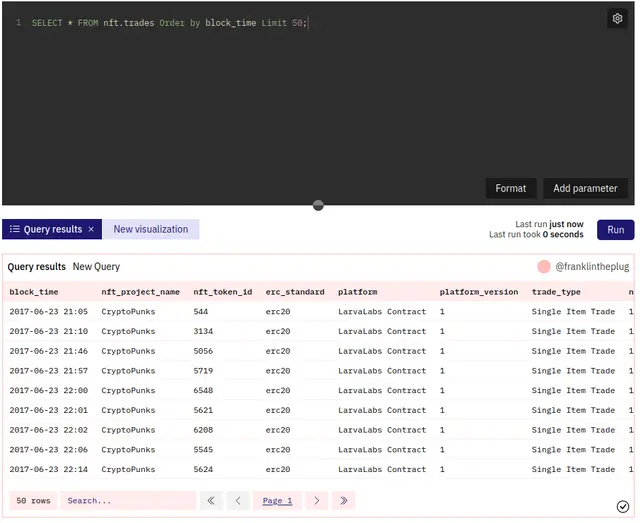 1 SELECT * FROM nft.trades Order by block_time Limit 50;
Format Add parameter
Query results × New visualization
Last run just now
Last run took 0 seconds
Run
Query results New Query @franklintheplug
block_time nft_project_name nft_token_id erc_standard platform platform_version trade_type n
2017-06-23 21:05 CryptoPunks 544 erc20 LarvaLabs Contract 1 Single Item Trade 1
2017-06-23 21:10 CryptoPunks 3134 erc20 LarvaLabs Contract 1 Single Item Trade 1
2017-06-23 21:46 CryptoPunks 5056 erc20 LarvaLabs Contract 1 Single Item Trade 1
2017-06-23 21:57 CryptoPunks 5719 erc20 LarvaLabs Contract 1 Single Item Trade 1
2017-06-23 22:00 CryptoPunks 6548 erc20 LarvaLabs Contract 1 Single Item Trade 1
2017-06-23 22:01 CryptoPunks 5621 erc20 LarvaLabs Contract 1 Single Item Trade 1
2017-06-23 22:02 CryptoPunks 6208 erc20 LarvaLabs Contract 1 Single Item Trade 1
2017-06-23 22:06 CryptoPunks 5545 erc20 LarvaLabs Contract 1 Single Item Trade 1
2017-06-23 22:14 CryptoPunks 5624 erc20 LarvaLabs Contract 1 Single Item Trade 1
50 rows Search... « ‹ Page 1 › »